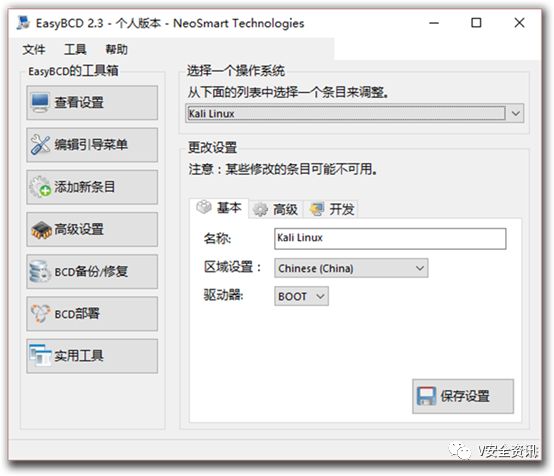 EasyBCD 2.3 - 个人版本 - NeoSmart Technologies
文件 工具 帮助
EasyBCD的工具箱
查看设置
编辑引导菜单
添加新条目
高级设置
BCD备份/修复
BCD部署
实用工具
选择一个操作系统
从下面的列表中选择一个条目来调整。
Kali Linux
更改设置
注意：某些修改的条目可能不可用。
基本 高级 开发
名称: Kali Linux
区域设置： Chinese (China)
驱动器: BOOT
保存设置
V安全资讯